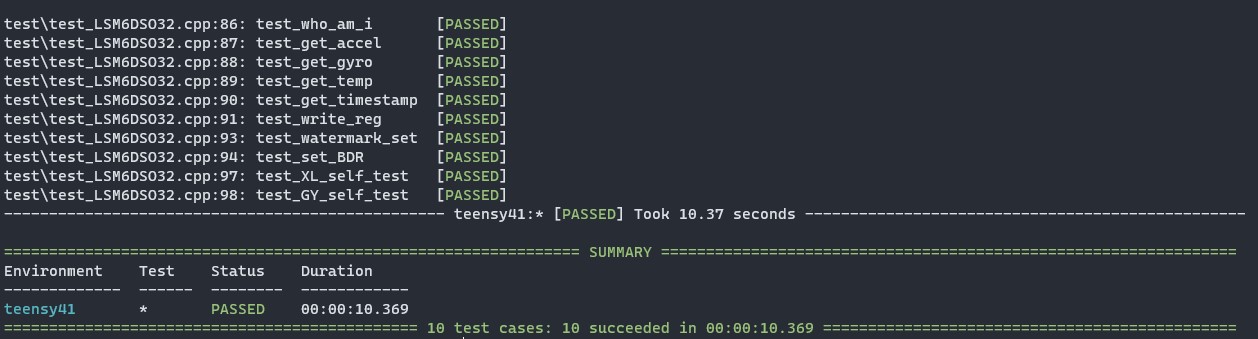 test\test_LSM6DSO32.cpp:86: test_who_am_i       [PASSED]
test\test_LSM6DSO32.cpp:87: test_get_accel      [PASSED]
test\test_LSM6DSO32.cpp:88: test_get_gyro       [PASSED]
test\test_LSM6DSO32.cpp:89: test_get_temp       [PASSED]
test\test_LSM6DSO32.cpp:90: test_get_timestamp  [PASSED]
test\test_LSM6DSO32.cpp:91: test_write_reg      [PASSED]
test\test_LSM6DSO32.cpp:93: test_watermark_set  [PASSED]
test\test_LSM6DSO32.cpp:94: test_set_BDR        [PASSED]
test\test_LSM6DSO32.cpp:97: test_XL_self_test   [PASSED]
test\test_LSM6DSO32.cpp:98: test_GY_self_test   [PASSED]
------------------------------------------------- teensy41:* [PASSED] Took 10.37 seconds -------------------------------------------------
================================================================ SUMMARY ================================================================
Environment    Test    Status    Duration
-------------  ------  --------  ------------
teensy41       *       PASSED    00:00:10.369
============================================== 10 test cases: 10 succeeded in 00:00:10.369 ==============================================